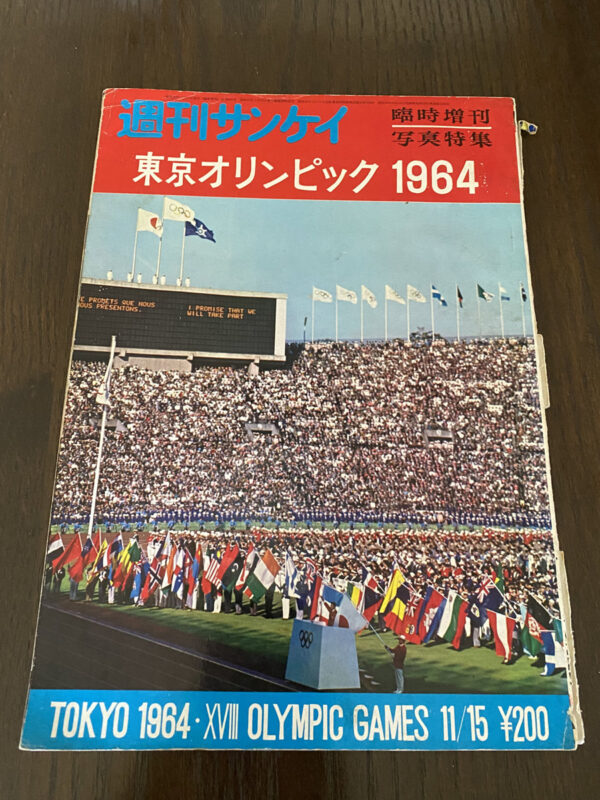 週刊サンケイ
臨時増刊
写真特集
東京オリンピック 1964
E PROMETS QUE NOUS
OUS PRESENTONS.
I PROMISE THAT WE
WILL TAKE PART
TOKYO 1964・XVIII OLYMPIC GAMES 11/15 ¥200